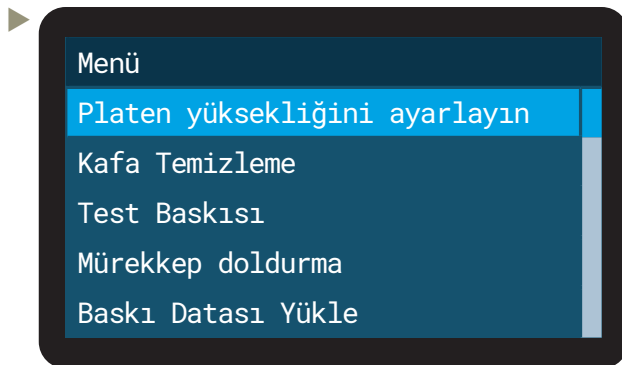 Menü
Platen yüksekliğini ayarlayın
Kafa Temizleme
Test Baskısı
Mürekkep doldurma
Baskı Datası Yükle